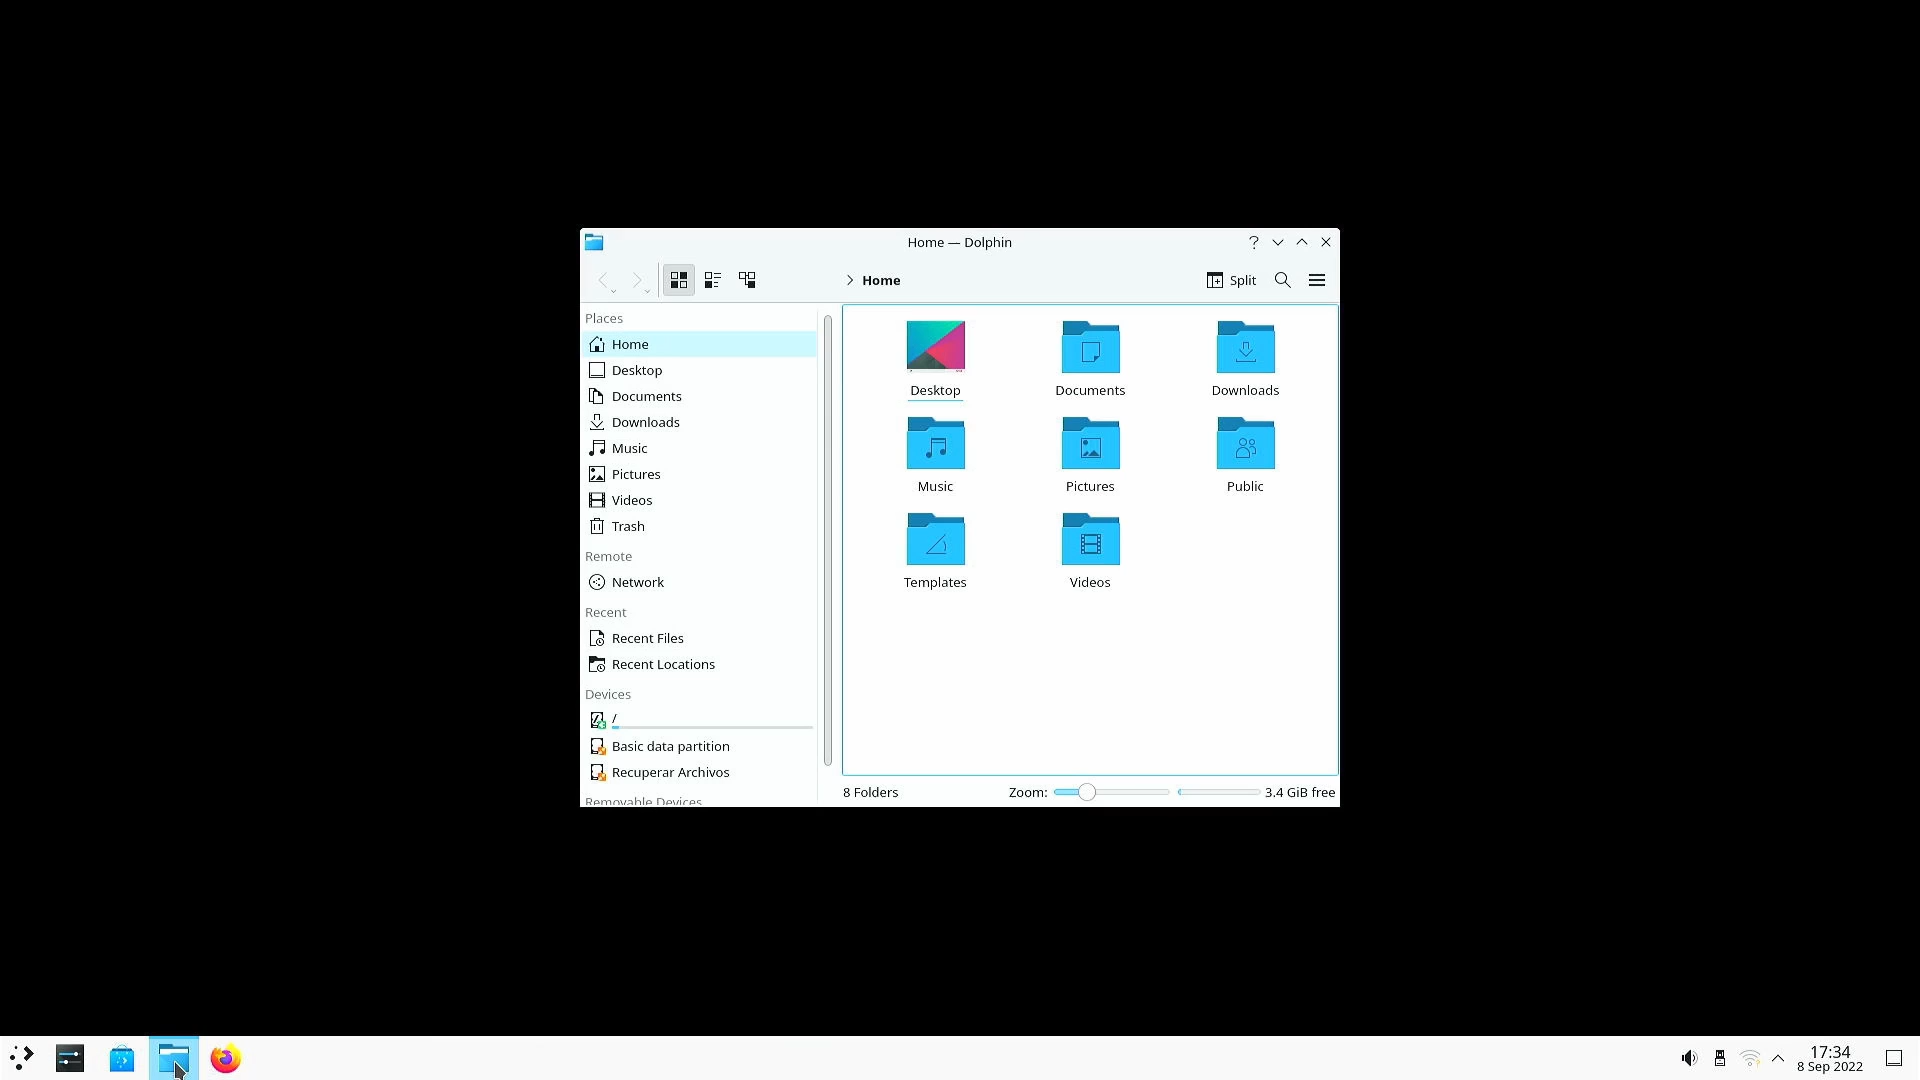 Home — Dolphin
Home
Split
Places
Home
Desktop
Documents
Downloads
Music
Pictures
Videos
Trash
Remote
Network
Recent
Recent Files
Recent Locations
Devices
/
Basic data partition
Recuperar Archivos
Removable Devices
Desktop
Documents
Downloads
Music
Pictures
Public
Templates
Videos
8 Folders
Zoom:
3.4 GiB free
17:34
8 Sep 2022